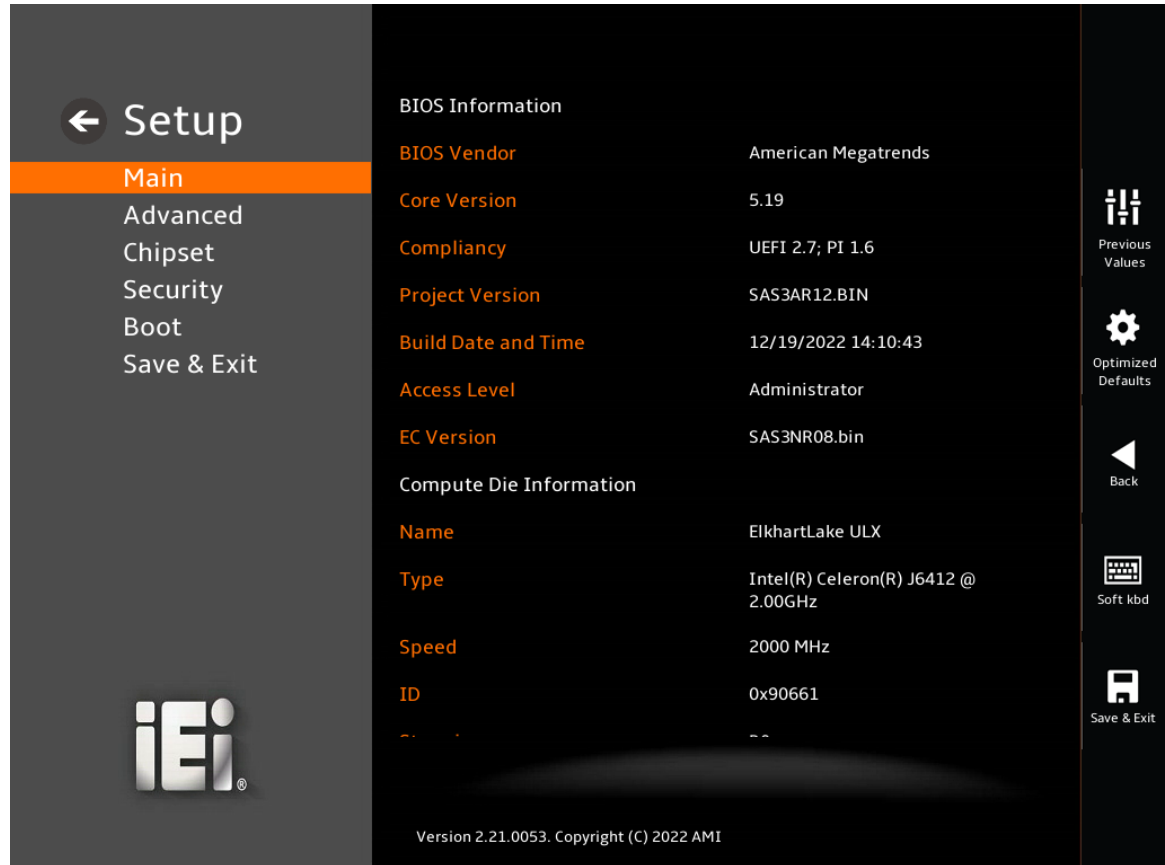 Setup
Main
Advanced
Chipset
Security
Boot
Save & Exit
iEi®
BIOS Information
BIOS Vendor American Megatrends
Core Version 5.19
Compliancy UEFI 2.7; PI 1.6
Project Version SAS3AR12.BIN
Build Date and Time 12/19/2022 14:10:43
Access Level Administrator
EC Version SAS3NR08.bin
Compute Die Information
Name ElkhartLake ULX
Type Intel(R) Celeron(R) J6412 @
2.00GHz
Speed 2000 MHz
ID 0x90661
Version 2.21.0053. Copyright (C) 2022 AMI
Previous
Values
Optimized
Defaults
Back
Soft kbd
Save & Exit